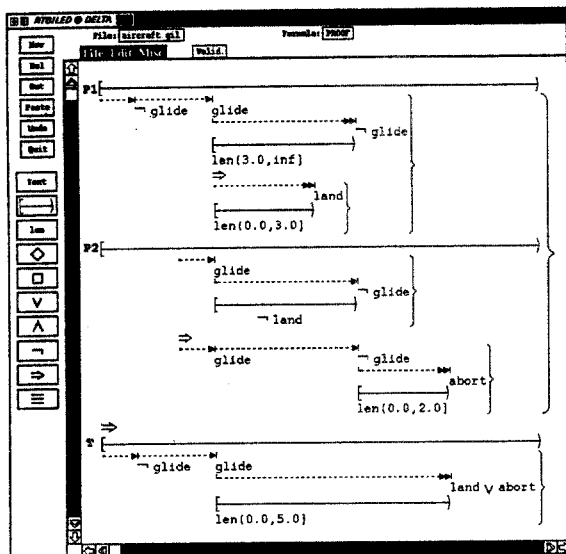 RTBILED @ DELTA
File: aircraft.gil Formula: PROOF
File Edit Misc Valid.
New
Del
Cut
Paste
Undo
Quit
Text
len
P1
¬ glide glide ¬ glide
len(3.0,inf]
⇒ land
len(0.0,3.0]
P2
glide ¬ glide
¬ land
⇒ glide ¬ glide
abort
len(0.0,2.0]
⇒
T
¬ glide glide
land ∨ abort
len(0.0,5.0]
◇
□
∨
∧
¬
⇒
≡